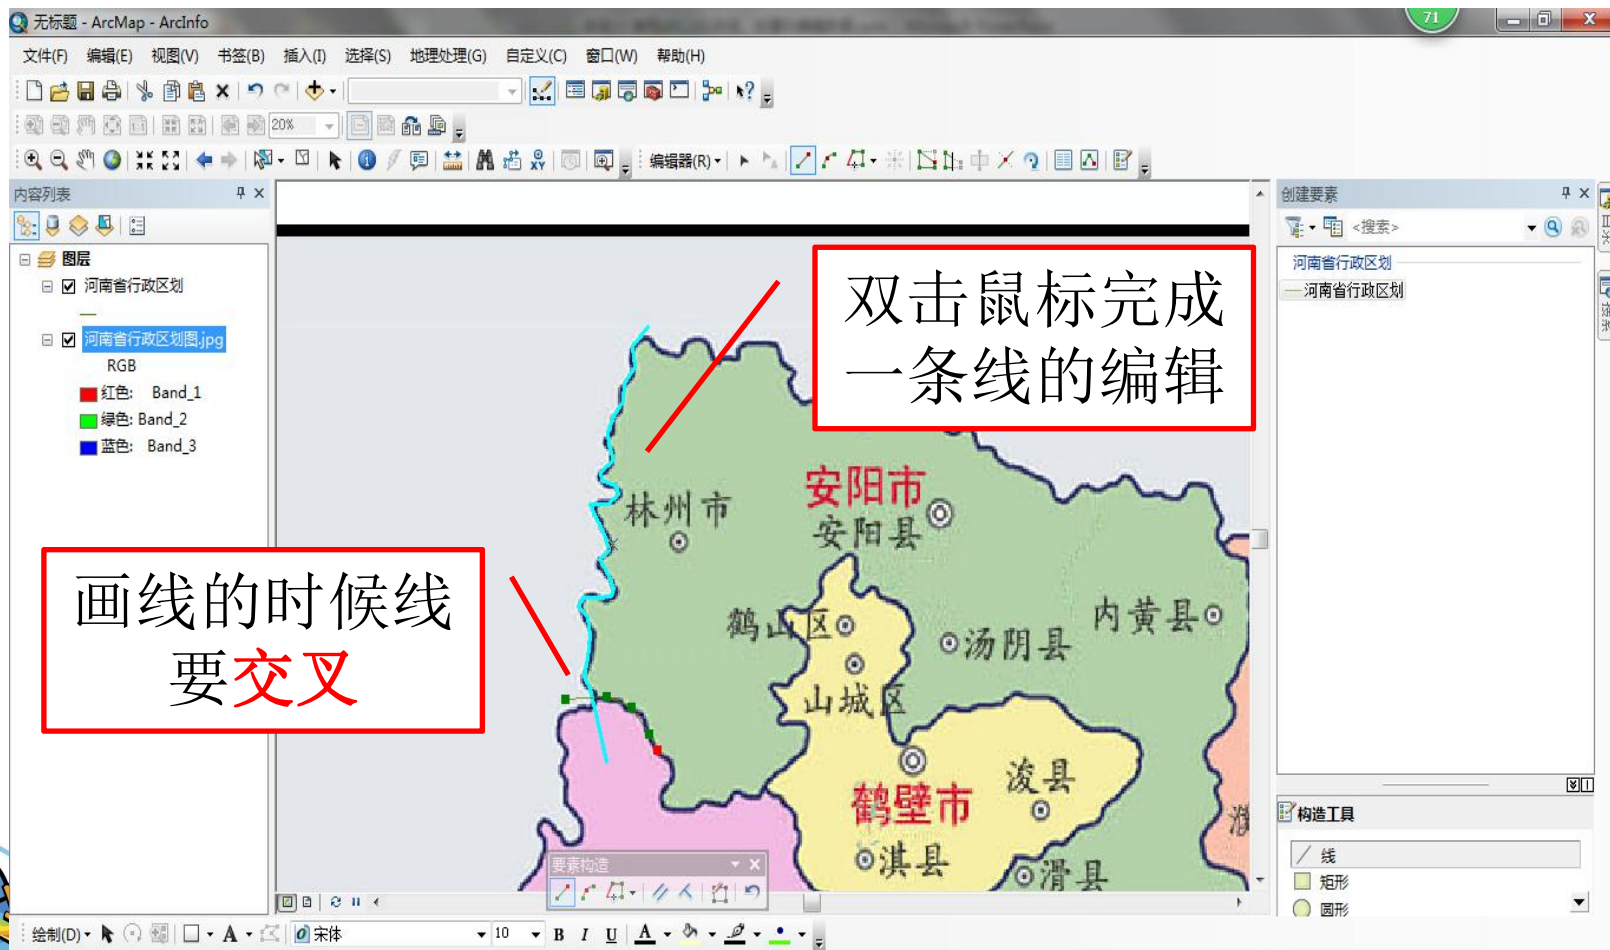 无标题 - ArcMap - ArcInfo
71
文件(F) 编辑(E) 视图(V) 书签(B) 插入(I) 选择(S) 地理处理(G) 自定义(C) 窗口(W) 帮助(H)
20%
编辑器(R)
内容列表
图层
河南省行政区划
河南省行政区划图.jpg
RGB
红色: Band_1
绿色: Band_2
蓝色: Band_3
双击鼠标完成
一条线的编辑
画线的时候线
要交叉
安阳市
林州市
安阳县
鹤山区
内黄县
汤阴县
山城区
浚县
鹤壁市
淇县
滑县
濮
要素构造
创建要素
<搜索>
河南省行政区划
河南省行政区划
构造工具
线
矩形
圆形
绘制(D)
A
宋体
10
B I U A